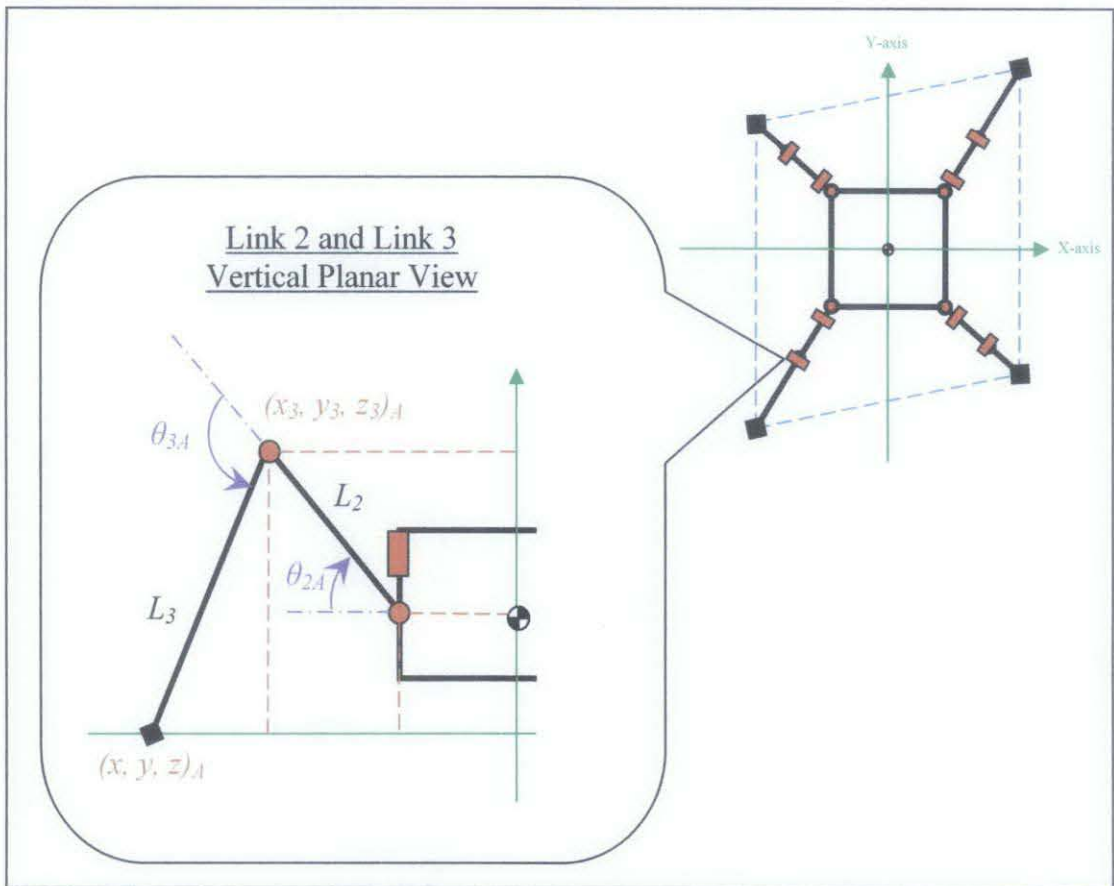 Y-axis
X-axis
Link 2 and Link 3
Vertical Planar View
(x₃, y₃, z₃)A
θ₃A
L₂
θ₂A
L₃
(x, y, z)A